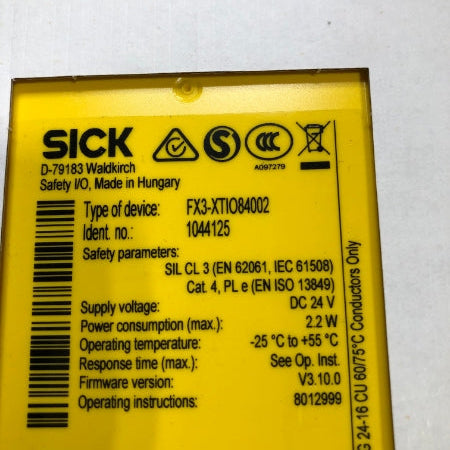 SICK
D-79183 Waldkirch
Safety I/O, Made in Hungary
S
CCC
A097279
Type of device: FX3-XTIO84002
Ident. no.: 1044125
Safety parameters:
SIL CL 3 (EN 62061, IEC 61508)
Cat. 4, PL e (EN ISO 13849)
Supply voltage: DC 24 V
Power consumption (max.): 2.2 W
Operating temperature: -25 °C to +55 °C
Response time (max.): See Op. Inst.
Firmware version: V3.10.0
Operating instructions: 8012999
G 24-16 CU 60/75°C Conductors Only